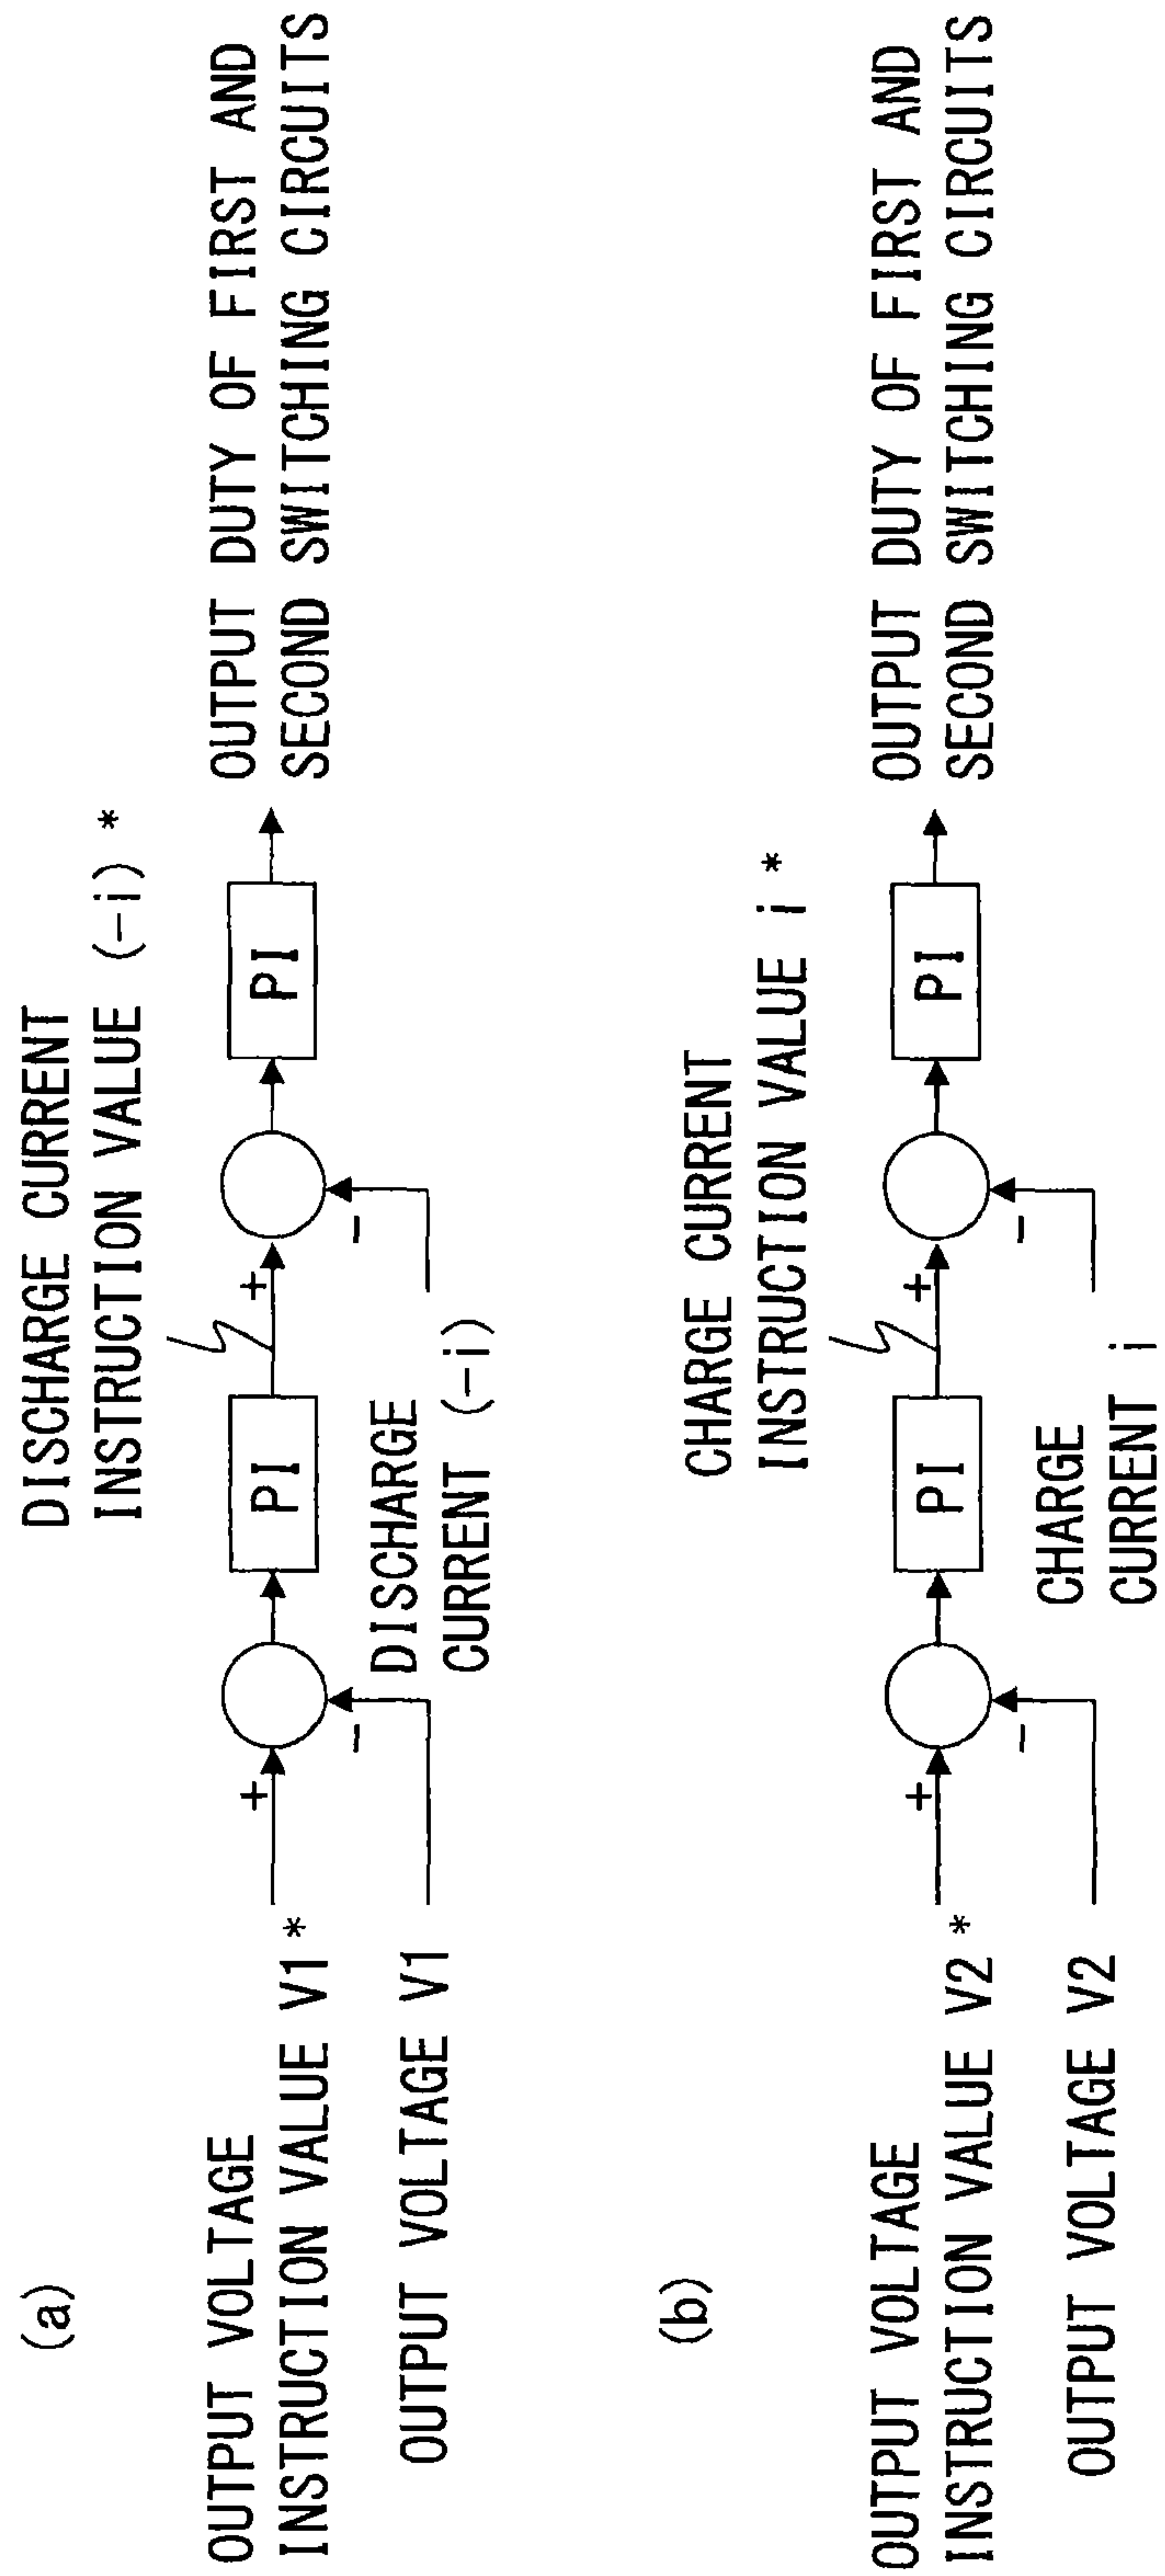 (a)
DISCHARGE CURRENT
INSTRUCTION VALUE (-i) *
OUTPUT VOLTAGE
INSTRUCTION VALUE V1 *
+
-
PI
+
-
PI
OUTPUT DUTY OF FIRST AND
SECOND SWITCHING CIRCUITS
OUTPUT VOLTAGE V1
DISCHARGE
CURRENT (-i)
(b)
CHARGE CURRENT
INSTRUCTION VALUE i *
OUTPUT VOLTAGE
INSTRUCTION VALUE V2 *
+
-
PI
+
-
PI
OUTPUT DUTY OF FIRST AND
SECOND SWITCHING CIRCUITS
OUTPUT VOLTAGE V2
CHARGE
CURRENT i